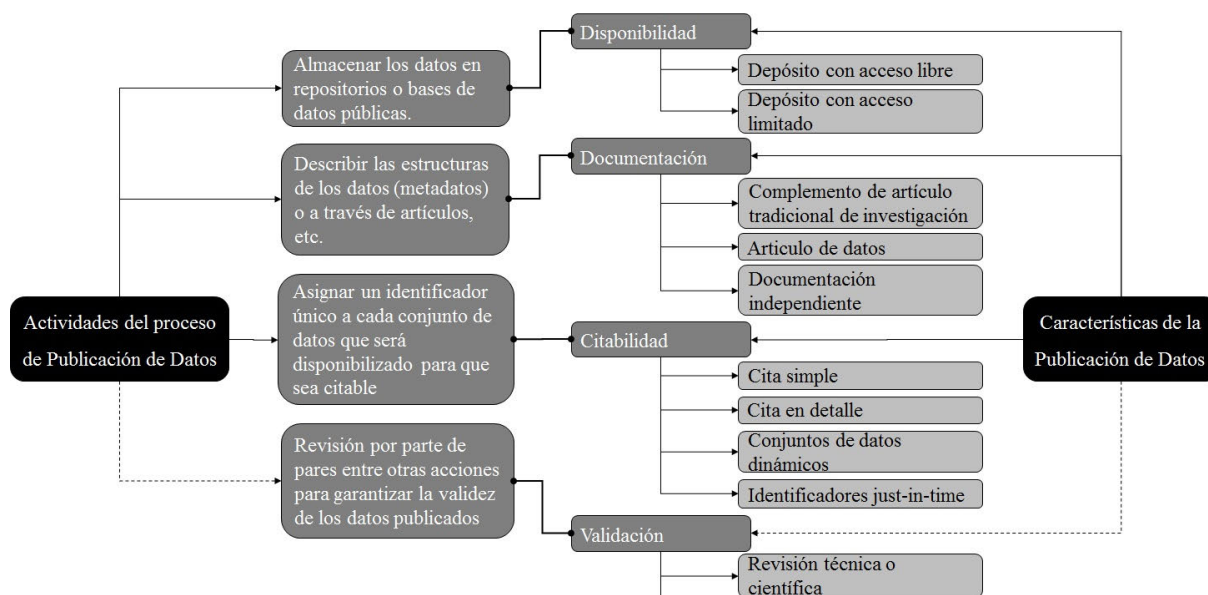 Actividades del proceso
de Publicación de Datos
Almacenar los datos en
repositorios o bases de
datos públicas.
Describir las estructuras
de los datos (metadatos)
o a través de artículos,
etc.
Asignar un identificador
único a cada conjunto de
datos que será
disponibilizado para que
sea citable
Revisión por parte de
pares entre otras acciones
para garantizar la validez
de los datos publicados
Disponibilidad
Depósito con acceso libre
Depósito con acceso
limitado
Documentación
Complemento de artículo
tradicional de investigación
Articulo de datos
Documentación
independiente
Citabilidad
Cita simple
Cita en detalle
Conjuntos de datos
dinámicos
Identificadores just-in-time
Validación
Revisión técnica o
científica
Características de la
Publicación de Datos